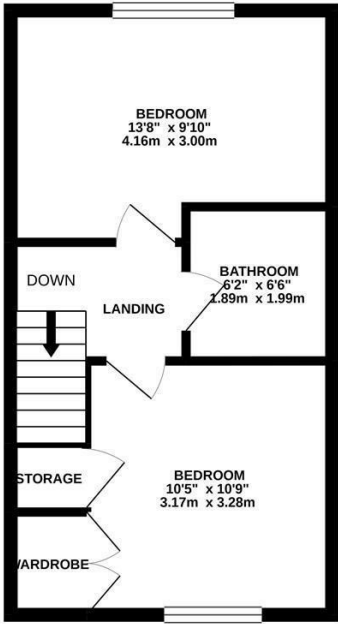 BEDROOM
13'8" x 9'10"
4.16m x 3.00m
DOWN
BATHROOM
6'2" x 6'6"
1.89m x 1.99m
LANDING
STORAGE
BEDROOM
10'5" x 10'9"
3.17m x 3.28m
WARDROBE